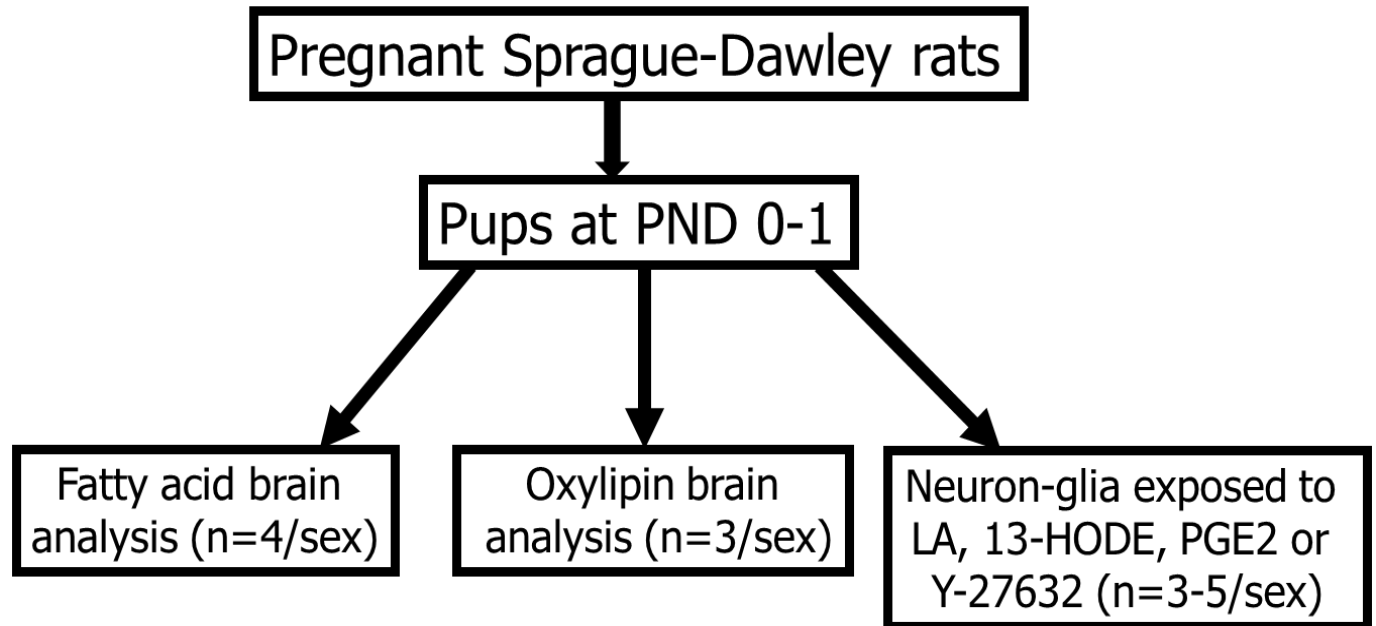 Pregnant Sprague-Dawley rats
Pups at PND 0-1
Fatty acid brain
analysis (n=4/sex)
Oxylipin brain
analysis (n=3/sex)
Neuron-glia exposed to
LA, 13-HODE, PGE2 or
Y-27632 (n=3-5/sex)